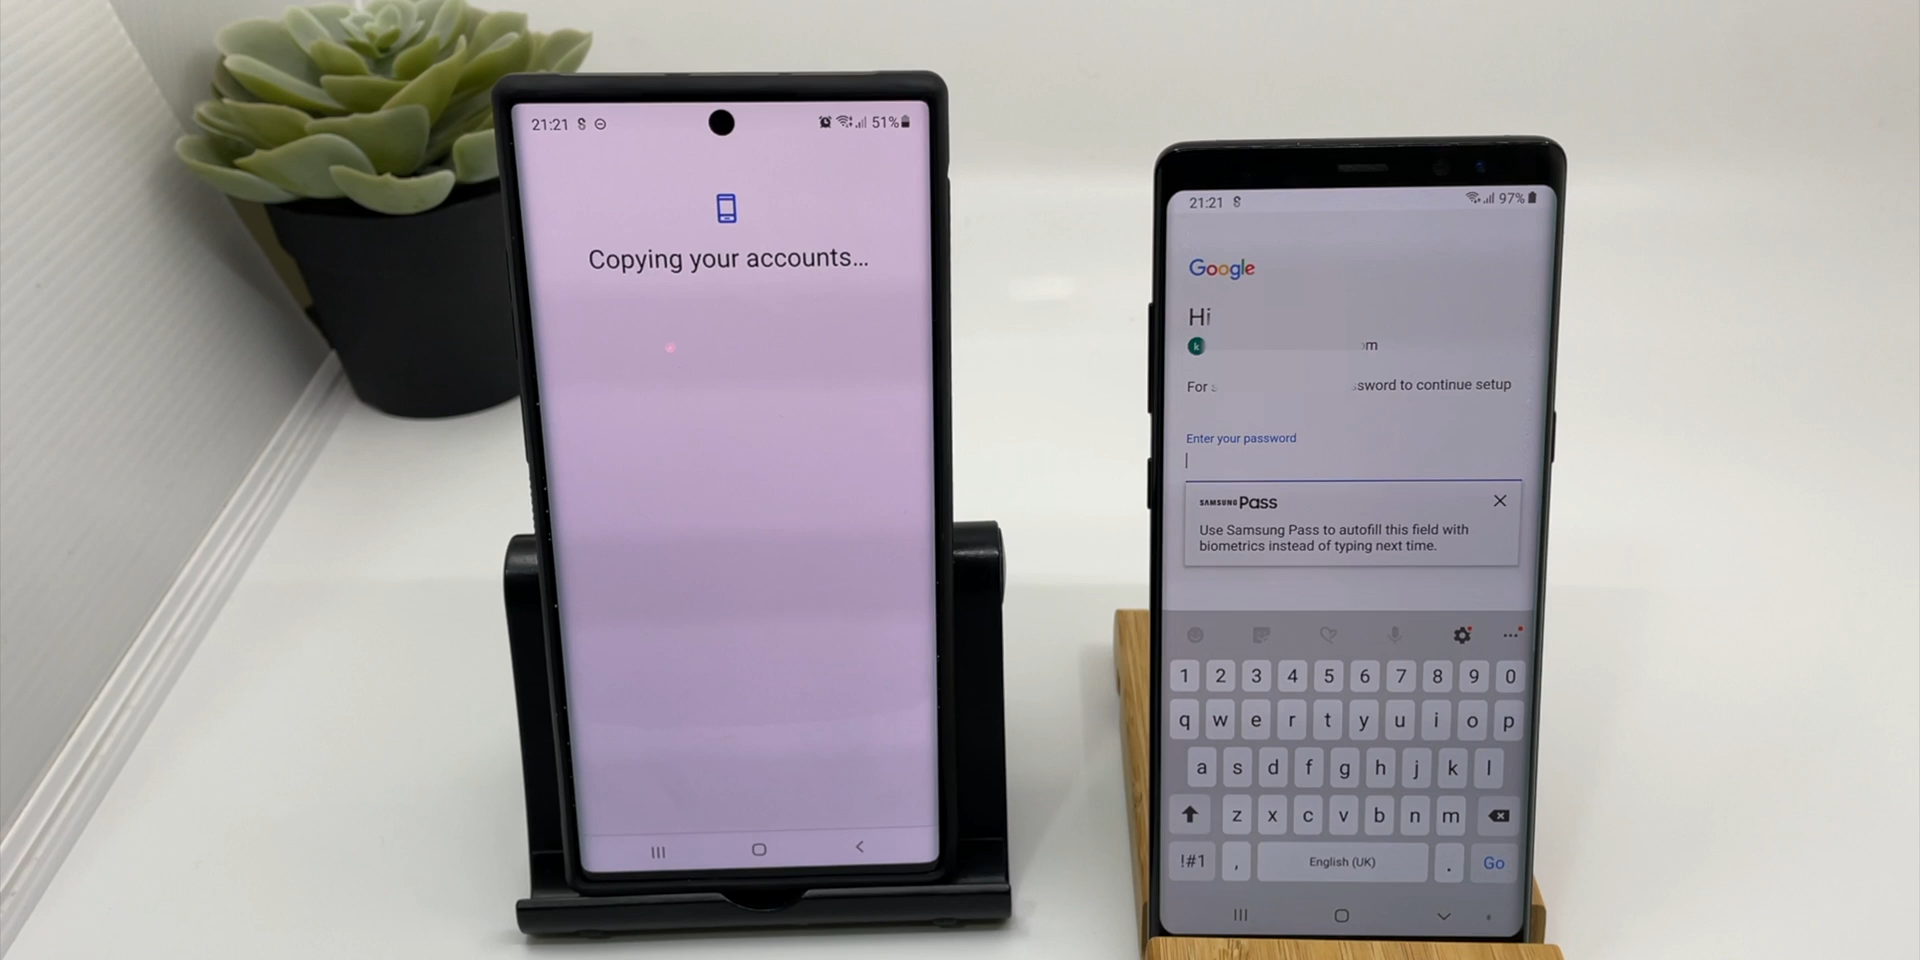 21:21
51%
Copying your accounts...
21:21
97%
Google
Hi
k
For
to continue setup
Enter your password
SAMSUNG Pass
Use Samsung Pass to autofill this field with
biometrics instead of typing next time.
1 2 3 4 5 6 7 8 9 0
q w e r t y u i o p
a s d f g h j k l
z x c v b n m
!#1 , English (UK) . Go